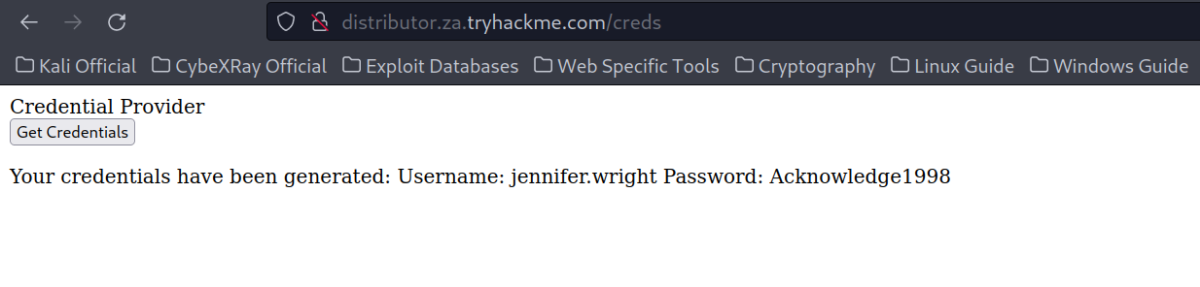 distributor.za.tryhackme.com/creds
Kali Official CybeXRay Official Exploit Databases Web Specific Tools Cryptography Linux Guide Windows Guide
Credential Provider
Get Credentials
Your credentials have been generated: Username: jennifer.wright Password: Acknowledge1998